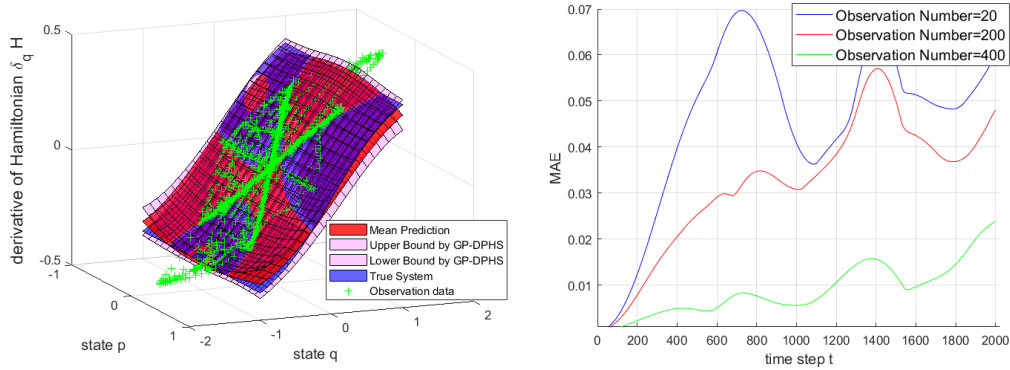 derivative of Hamiltonian δq H
0.5
0
-0.5
-1
0
1
state p
-2
-1
0
1
2
state q
Mean Prediction
Upper Bound by GP-DPHS
Lower Bound by GP-DPHS
True System
Observation data
MAE
0.07
0.06
0.05
0.04
0.03
0.02
0.01
0
200
400
600
800
1000
1200
1400
1600
1800
2000
time step t
Observation Number=20
Observation Number=200
Observation Number=400